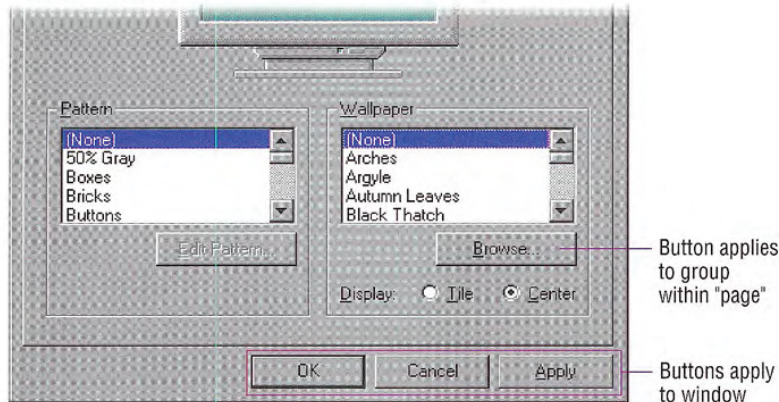 Pattern
(None)
50% Gray
Boxes
Bricks
Buttons
Edit Pattern...
Wallpaper
(None)
Arches
Argyle
Autumn Leaves
Black Thatch
Browse...
Display: Tile Center
OK Cancel Apply
Button applies
to group
within "page"
Buttons apply
to window